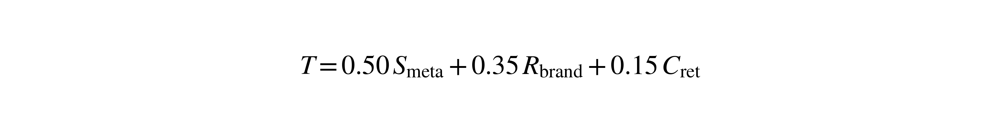 T = 0.50 S_meta + 0.35 R_brand + 0.15 C_ret